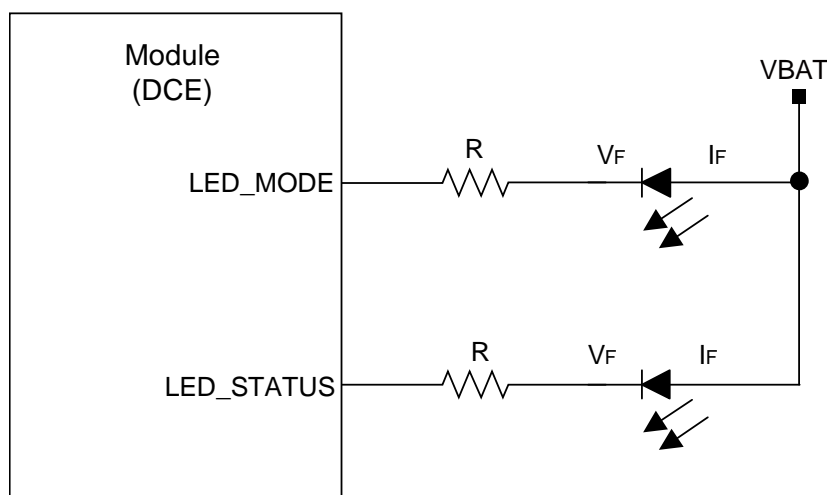 Module
(DCE)
VBAT
R
VF
IF
LED_MODE
R
VF
IF
LED_STATUS